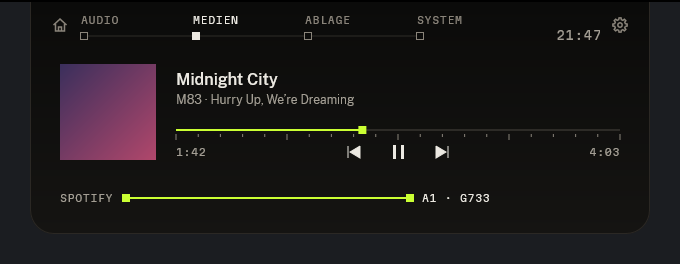 AUDIO MEDIEN ABLAGE SYSTEM
21:47
Midnight City
M83 · Hurry Up, We're Dreaming
1:42 4:03
SPOTIFY A1 · G733